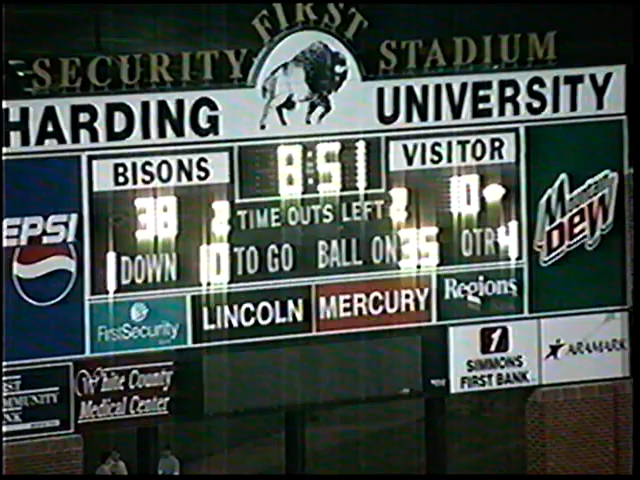 FIRST
SECURITY STADIUM
HARDING UNIVERSITY
BISONS 8:51 VISITOR
38 2 TIME OUTS LEFT 2 10
1 DOWN 10 TO GO BALL ON 35 QTR 4
EPSI
Mountain
DEW
FirstSecurity
LINCOLN
MERCURY
Regions
1
SIMMONS
FIRST BANK
ARAMARK
White County
Medical Center